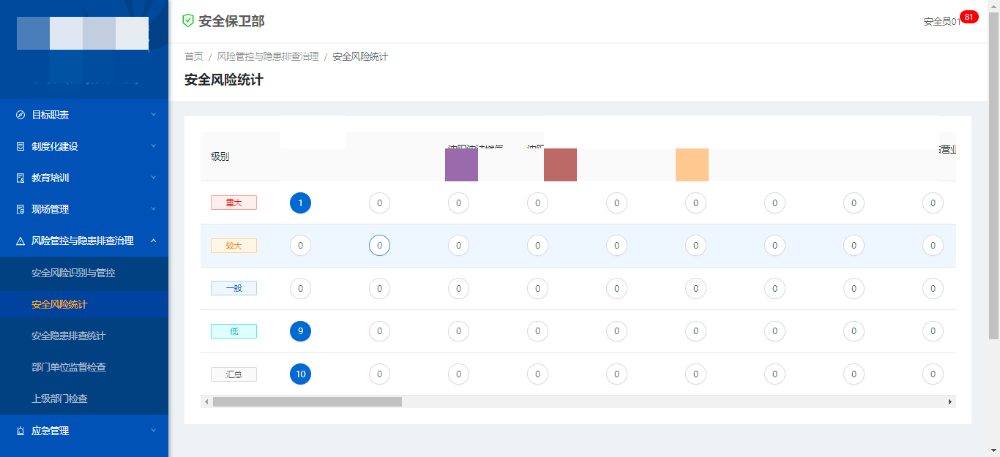 安全保卫部
安全员01
81
首页 / 风险管控与隐患排查治理 / 安全风险统计
安全风险统计
目标职责
制度化建设
教育培训
现场管理
风险管控与隐患排查治理
安全风险识别与管控
安全风险统计
安全隐患排查统计
部门单位监督检查
上级部门检查
应急管理
级别
营业
重大 1 0 0 0 0 0 0 0 0
较大 0 0 0 0 0 0 0 0 0
一般 0 0 0 0 0 0 0 0 0
低 9 0 0 0 0 0 0 0 0
汇总 10 0 0 0 0 0 0 0 0